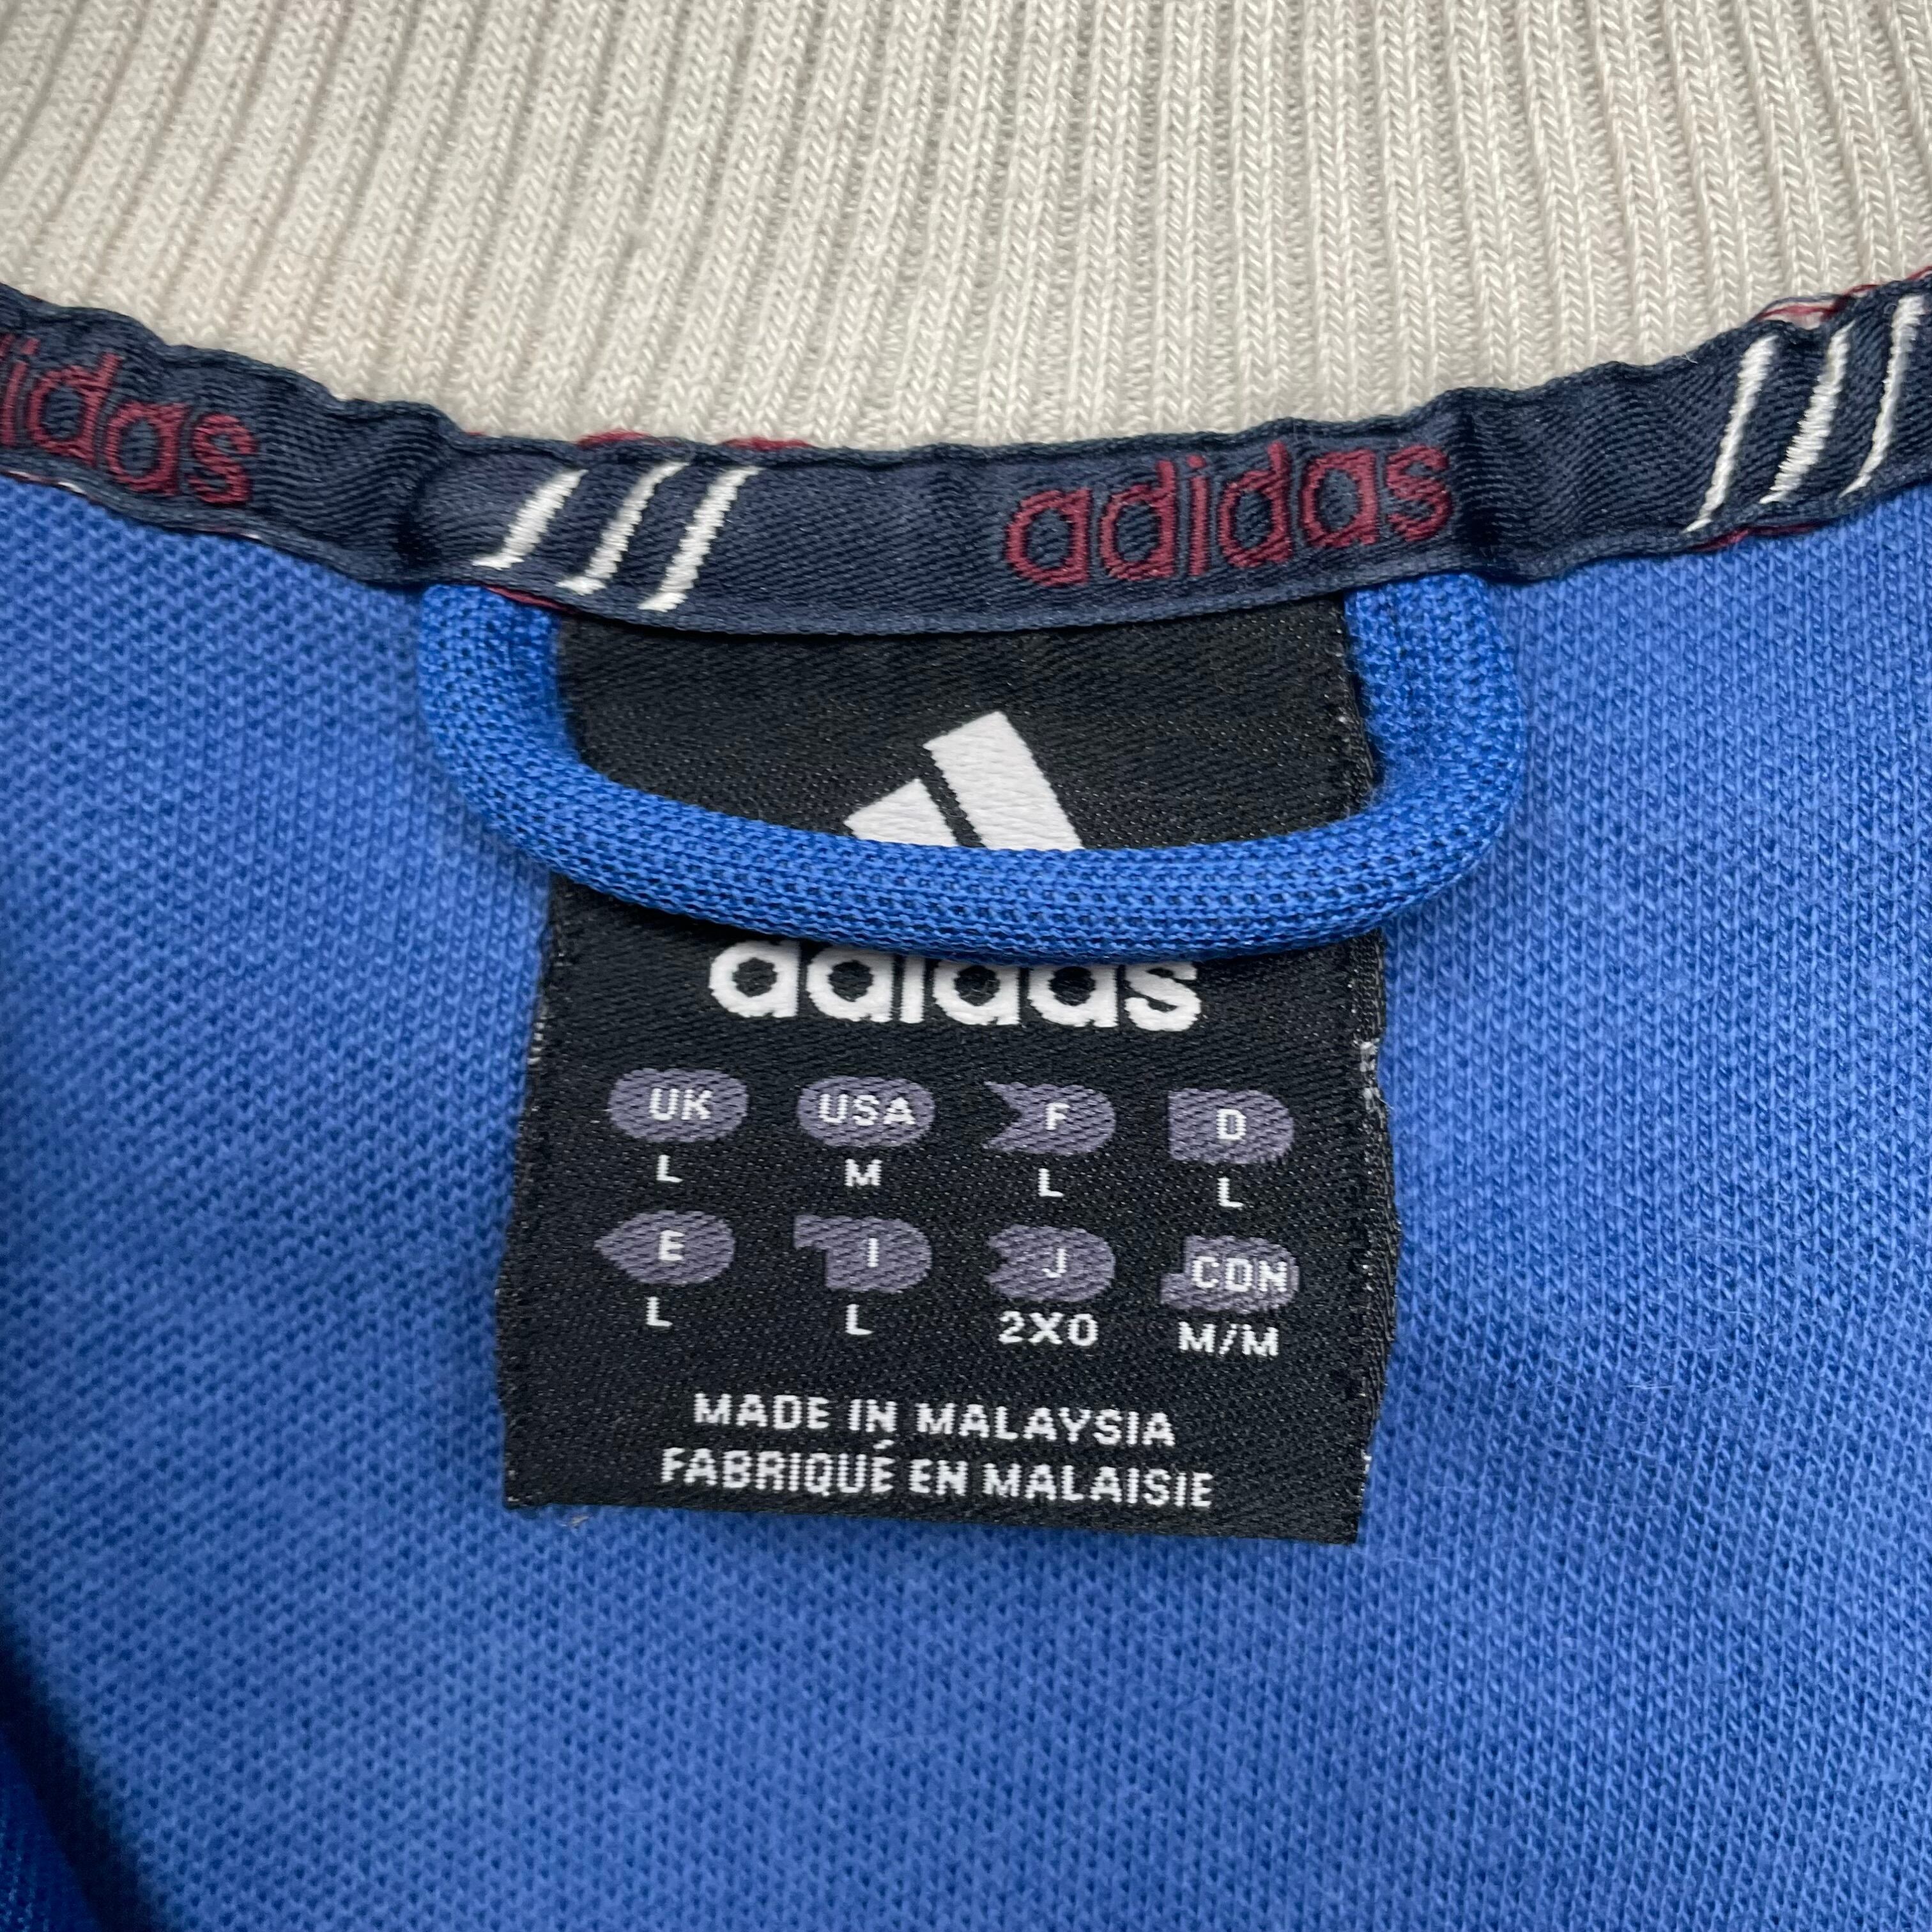 adidas adidas
adidas
UK USA F D
L M L L
E I J CDN
L L 2XO M/M
MADE IN MALAYSIA
FABRIQUÉ EN MALAISIE